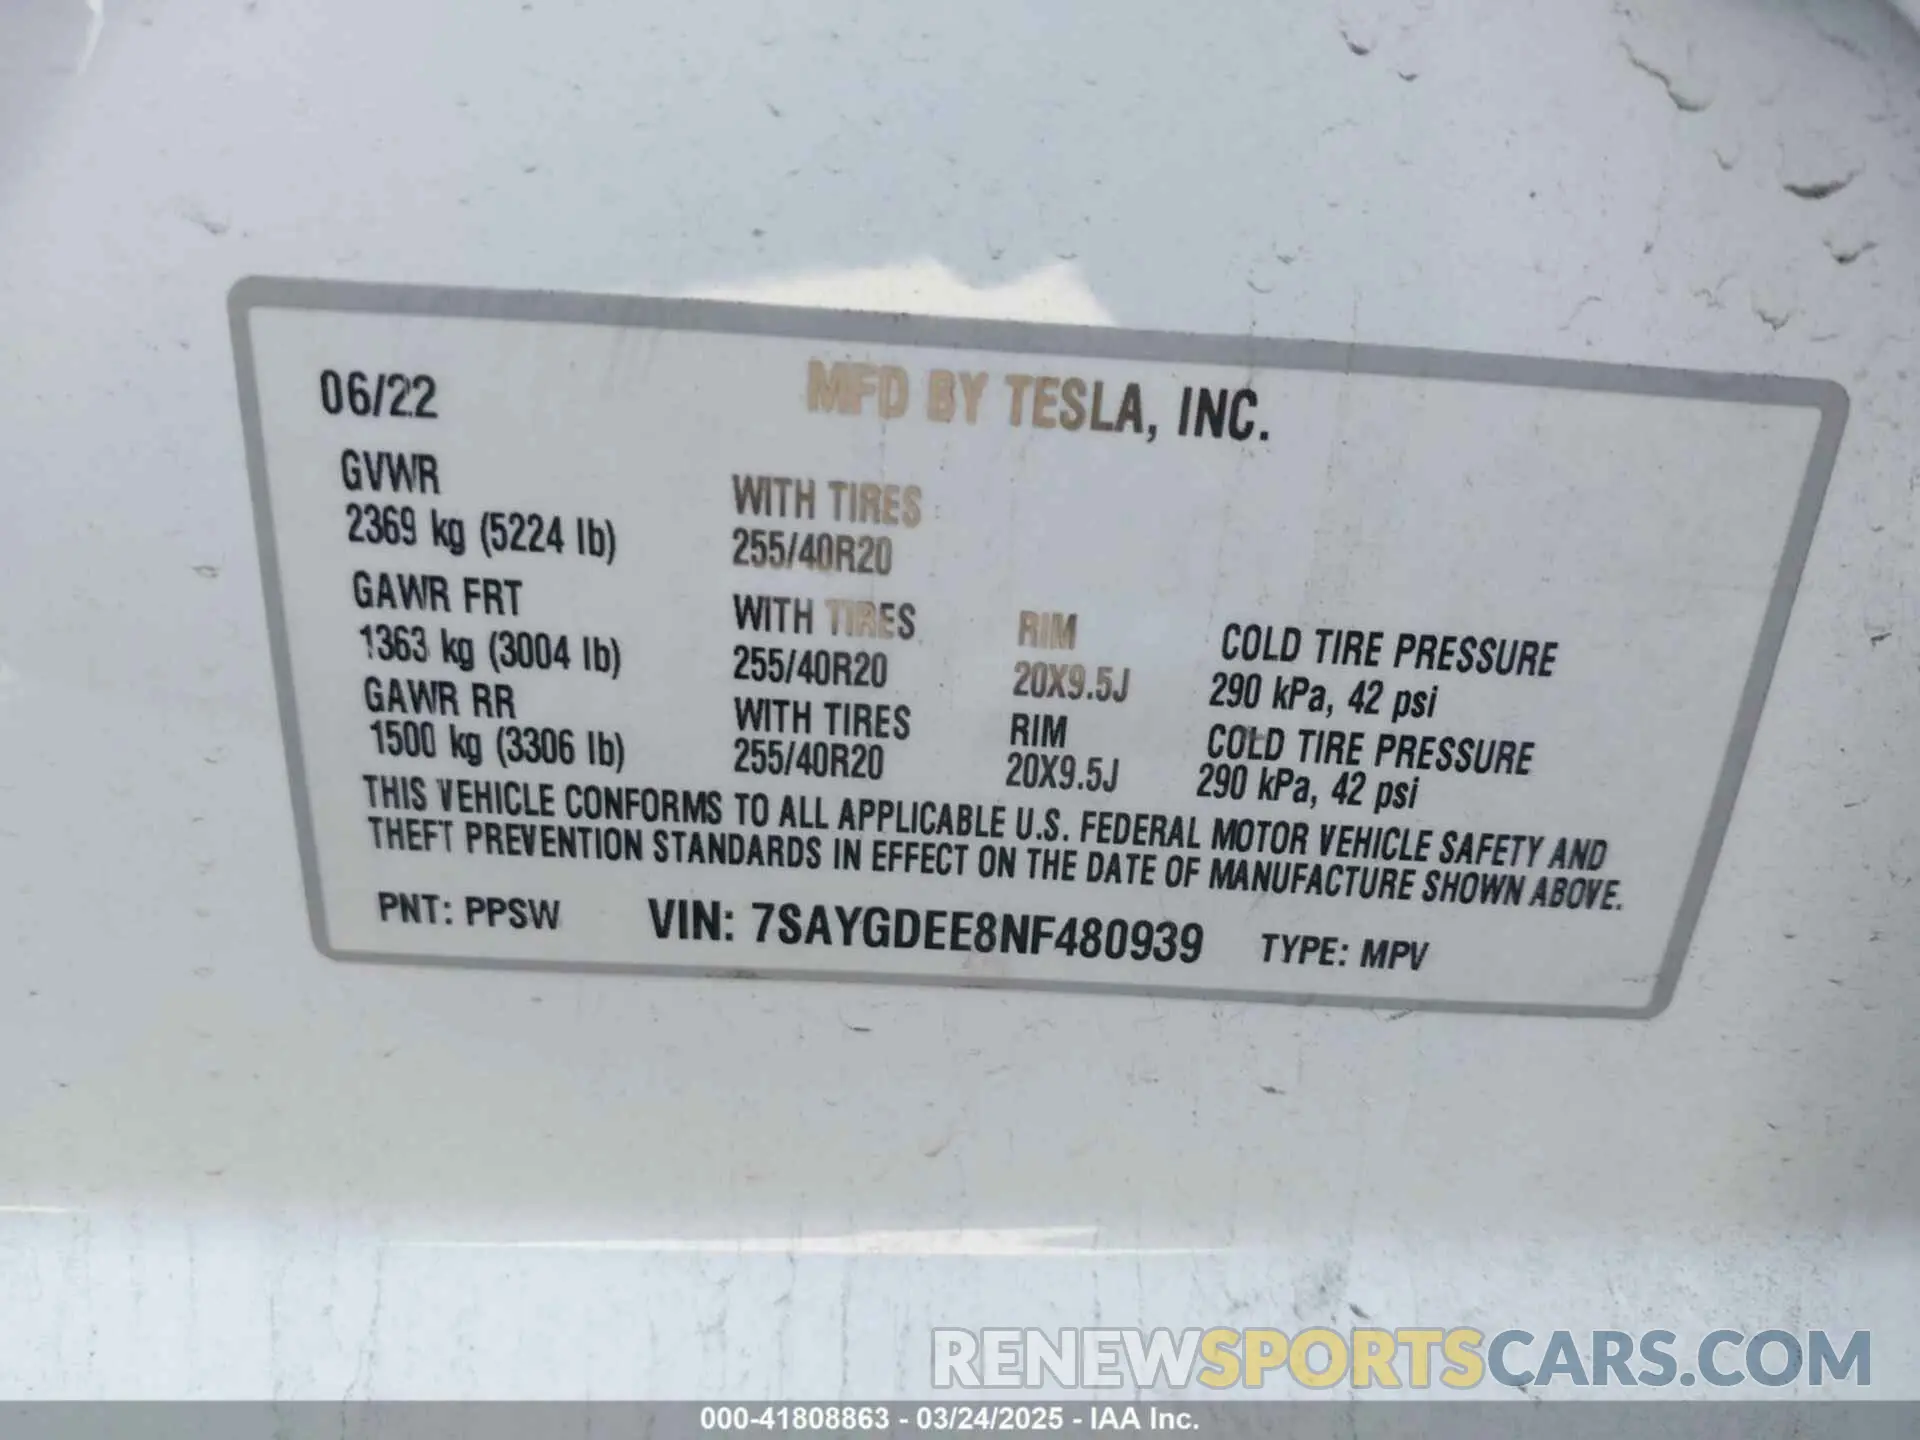 06/22 MFD BY TESLA, INC.
GVWR WITH TIRES
2369 kg (5224 lb) 255/40R20
GAWR FRT WITH TIRES RIM COLD TIRE PRESSURE
1363 kg (3004 lb) 255/40R20 20X9.5J 290 kPa, 42 psi
GAWR RR WITH TIRES RIM COLD TIRE PRESSURE
1500 kg (3306 lb) 255/40R20 20X9.5J 290 kPa, 42 psi
THIS VEHICLE CONFORMS TO ALL APPLICABLE U.S. FEDERAL MOTOR VEHICLE SAFETY AND
THEFT PREVENTION STANDARDS IN EFFECT ON THE DATE OF MANUFACTURE SHOWN ABOVE.
PNT: PPSW VIN: 7SAYGDEE8NF480939 TYPE: MPV
RENEWSPORTSCARS.COM
000-41808863 - 03/24/2025 - IAA Inc.